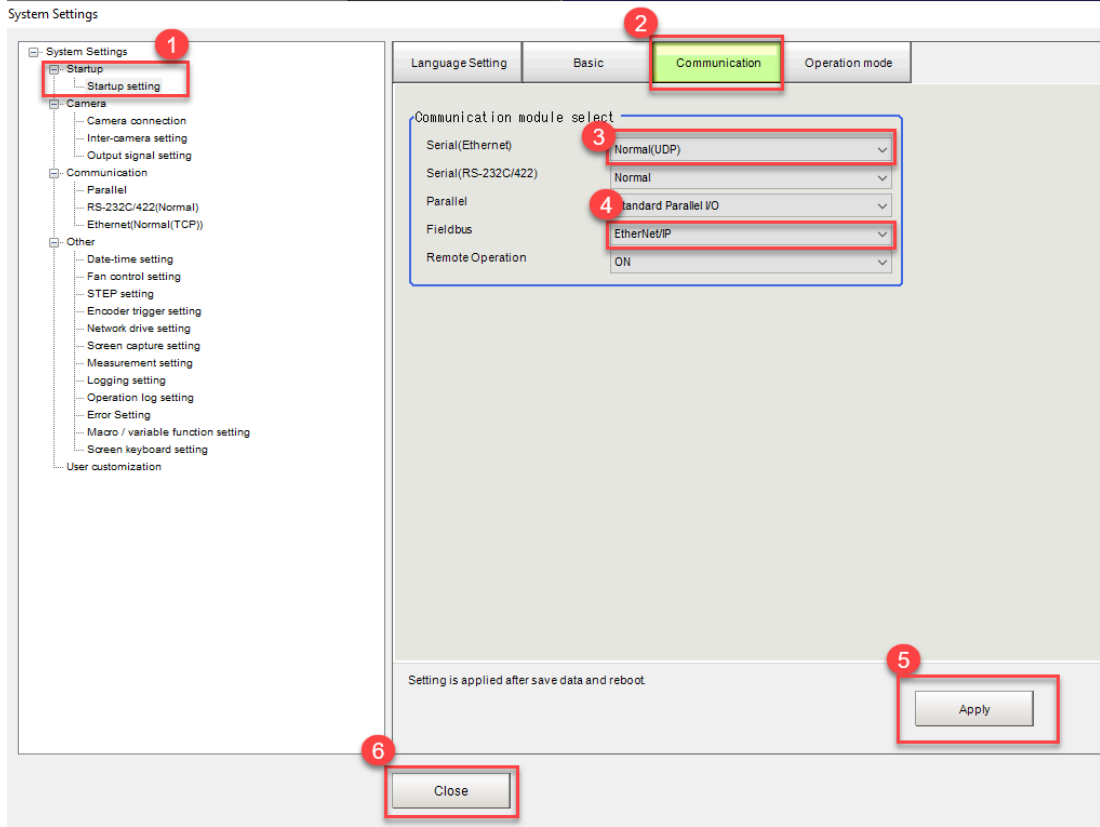 System Settings
1
2
System Settings
Startup
Startup setting
Camera
Camera connection
Inter-camera setting
Output signal setting
Communication
Parallel
RS-232C/422(Normal)
Ethernet(Normal(TCP))
Other
Date-time setting
Fan control setting
STEP setting
Encoder trigger setting
Network drive setting
Screen capture setting
Measurement setting
Logging setting
Operation log setting
Error Setting
Macro / variable function setting
Screen keyboard setting
User customization
Language Setting Basic Communication Operation mode
Communication module select
Serial(Ethernet) 3 Normal(UDP)
Serial(RS-232C/422) Normal
Parallel 4 tandard Parallel I/O
Fieldbus EtherNet/IP
Remote Operation ON
Setting is applied after save data and reboot.
5
Apply
6
Close